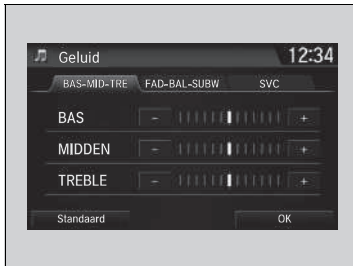 Geluid 12:34
BAS-MID-TRE FAD-BAL-SUBW SVC
BAS - +
MIDDEN - +
TREBLE - +
Standaard OK